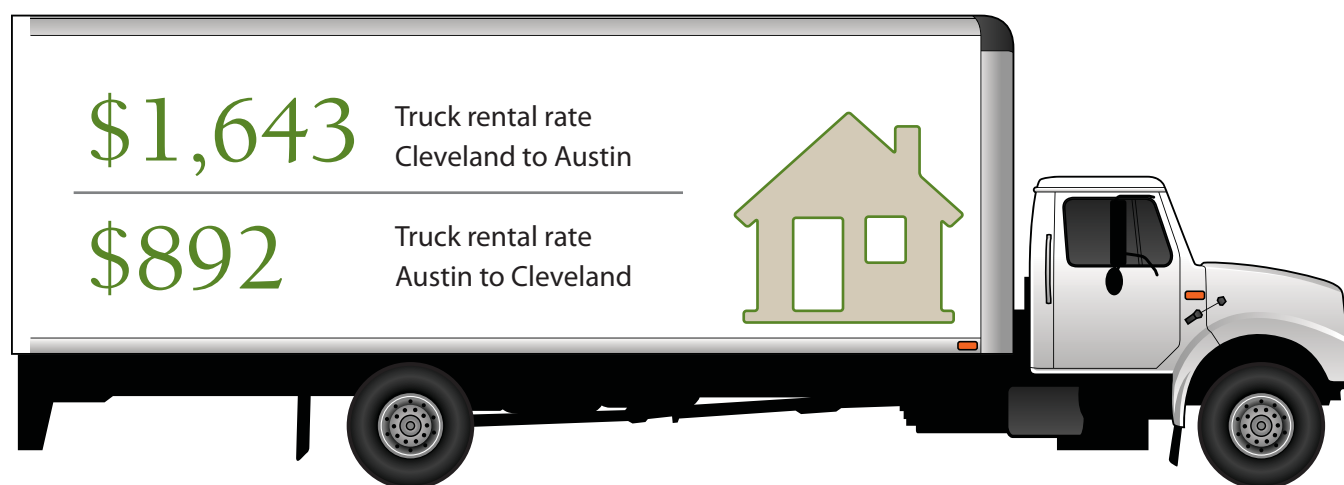 $1,643
Truck rental rate
Cleveland to Austin
$892
Truck rental rate
Austin to Cleveland